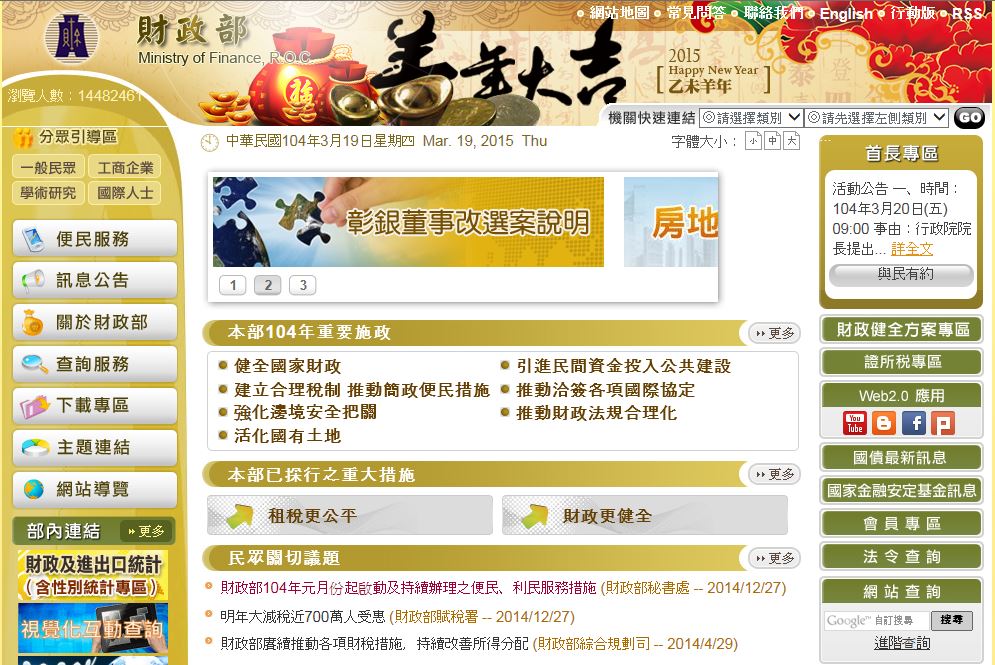 網站地圖 常見問答 聯絡我們 English 行動版 RSS
財政部
Ministry of Finance, R.O.C.
羊年大吉
2015
Happy New Year
乙未羊年
瀏覽人數：14482461
機關快速連結 ◎請選擇類別 ◎請先選擇左側類別 GO
中華民國104年3月19日星期四 Mar. 19, 2015 Thu
字體大小： 小 中 大
分眾引導區
一般民眾 工商企業
學術研究 國際人士
便民服務
訊息公告
關於財政部
查詢服務
下載專區
主題連結
網站導覽
部內連結 更多
財政及進出口統計
(含性別統計專區)
視覺化互動查詢
彰銀董事改選案說明
房地
1 2 3
本部104年重要施政 更多
健全國家財政
引進民間資金投入公共建設
建立合理稅制 推動簡政便民措施
推動洽簽各項國際協定
強化邊境安全把關
推動財政法規合理化
活化國有土地
本部已採行之重大措施 更多
租稅更公平 財政更健全
民眾關切議題 更多
財政部104年元月份起啟動及持續辦理之便民、利民服務措施 (財政部秘書處 -- 2014/12/27)
明年大減稅近700萬人受惠 (財政部賦稅署 -- 2014/12/27)
財政部賡續推動各項財稅措施，持續改善所得分配 (財政部綜合規劃司 -- 2014/4/29)
首長專區
活動公告 一、時間：
104年3月20日(五)
09:00 事由：行政院院
長提出... 詳全文
與民有約
財政健全方案專區
證所稅專區
Web2.0 應用
You Tube
國債最新訊息
國家金融安定基金訊息
會 員 專 區
法 令 查 詢
網 站 查 詢
Google™ 自訂搜尋 搜尋
進階查詢